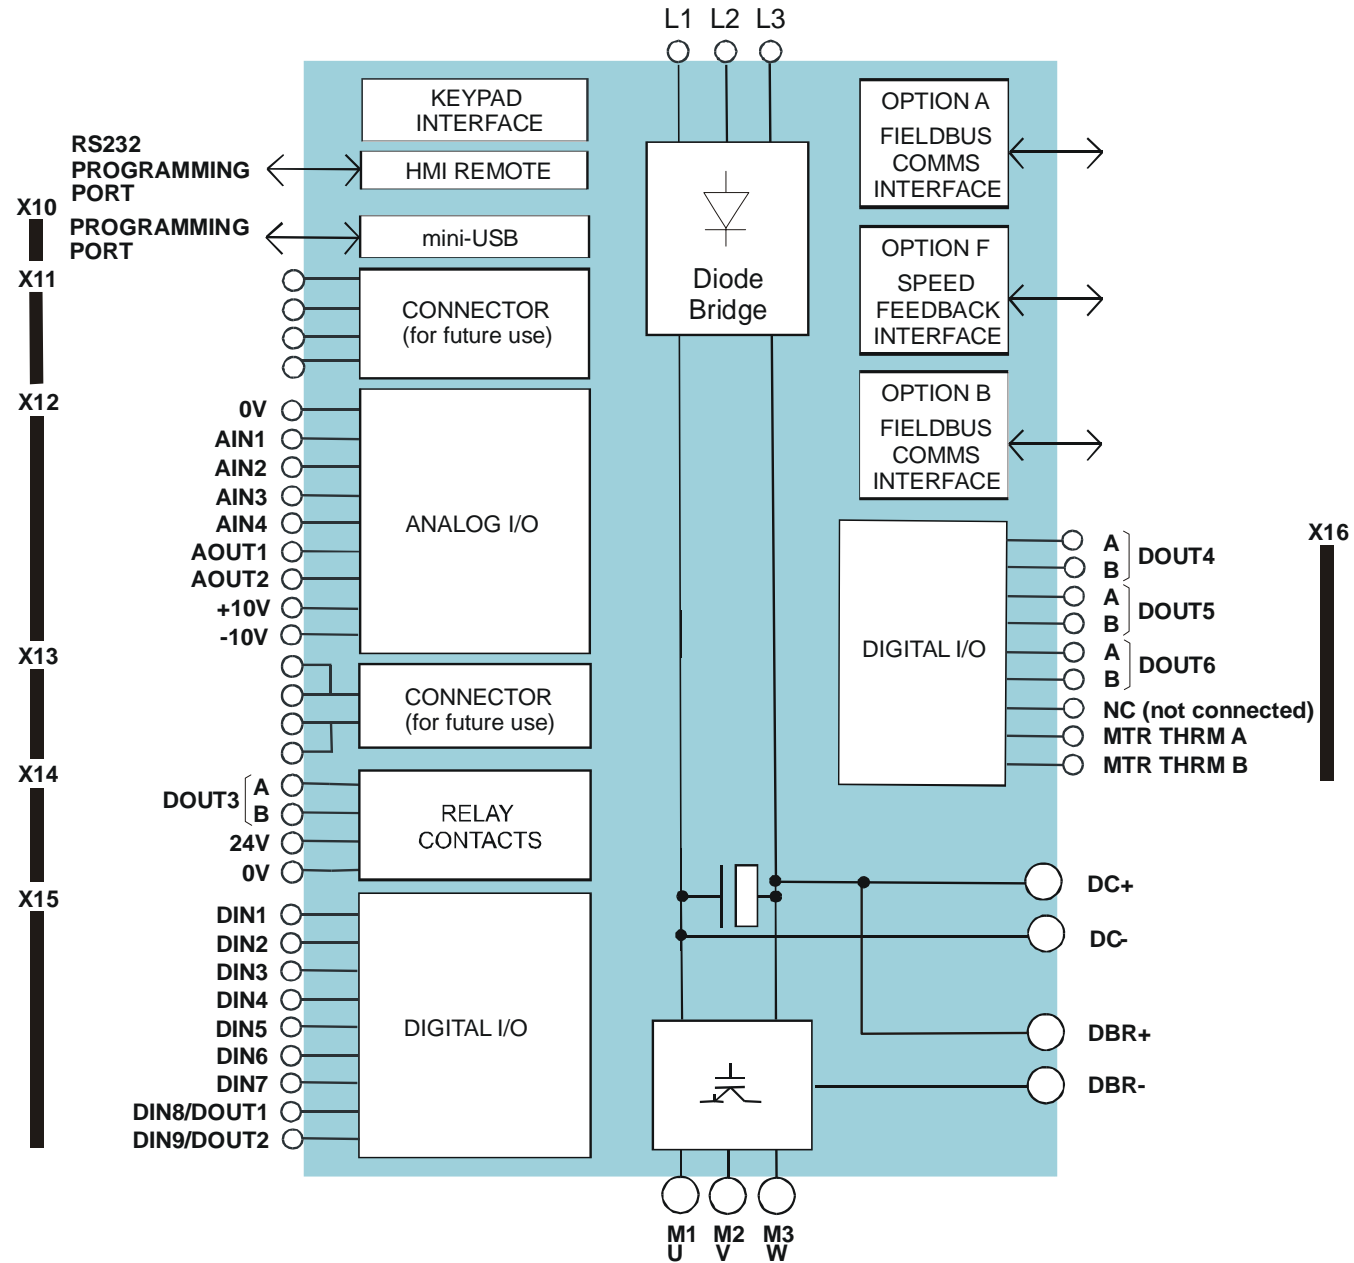 L1 L2 L3
KEYPAD
INTERFACE
RS232
PROGRAMMING
PORT
HMI REMOTE
X10
PROGRAMMING
PORT
mini-USB
X11
CONNECTOR
(for future use)
X12
0V
AIN1
AIN2
AIN3
AIN4
AOUT1
AOUT2
+10V
-10V
ANALOG I/O
X13
CONNECTOR
(for future use)
X14
DOUT3
A
B
24V
0V
RELAY
CONTACTS
X15
DIN1
DIN2
DIN3
DIN4
DIN5
DIN6
DIN7
DIN8/DOUT1
DIN9/DOUT2
DIGITAL I/O
Diode
Bridge
OPTION A
FIELDBUS
COMMS
INTERFACE
OPTION F
SPEED
FEEDBACK
INTERFACE
OPTION B
FIELDBUS
COMMS
INTERFACE
DIGITAL I/O
X16
A
B
DOUT4
A
B
DOUT5
A
B
DOUT6
NC (not connected)
MTR THRM A
MTR THRM B
DC+
DC-
DBR+
DBR-
M1 M2 M3
U V W